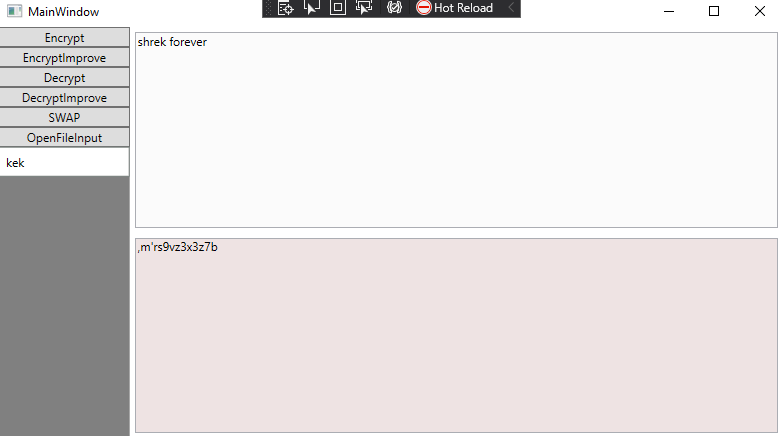 MainWindow
Hot Reload
Encrypt
EncryptImprove
Decrypt
DecryptImprove
SWAP
OpenFileInput
kek
shrek forever
,m'rs9vz3x3z7b